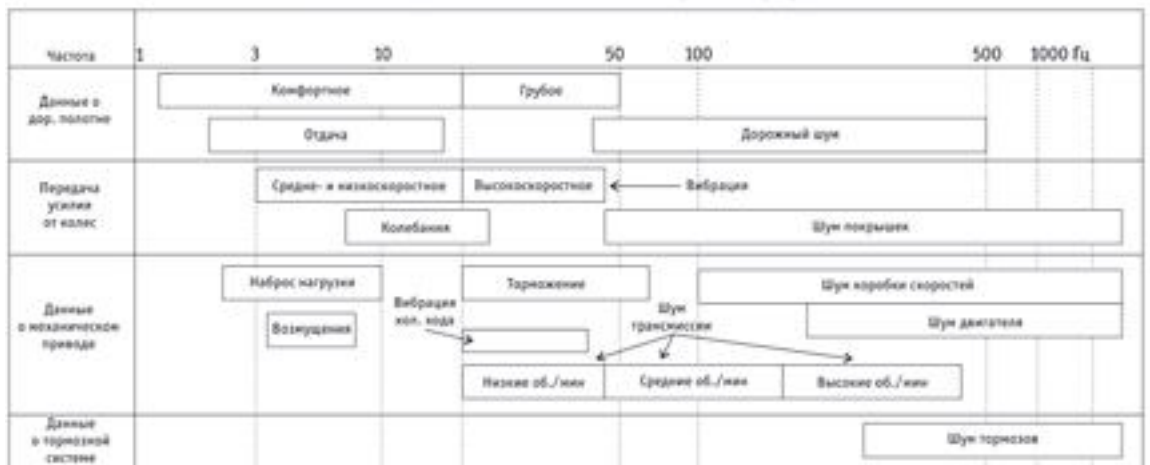 Частота 1 3 10 50 100 500 1000 Гц
Данные о
дор. полотне
Комфортное Грубое
Отдача Дорожный шум
Передача
усилия
от колес
Средне- и низкоскоростное Высокоскоростное Вибрация
Колебания Шум покрышек
Данные
о механическом
приводе
Наброс нагрузки Торможение Шум коробки скоростей
Возмущения
Вибрация
хол. хода
Шум
трансмиссии
Шум двигателя
Низкие об./мин Средние об./мин Высокие об./мин
Данные
о тормозной
системе
Шум тормозов